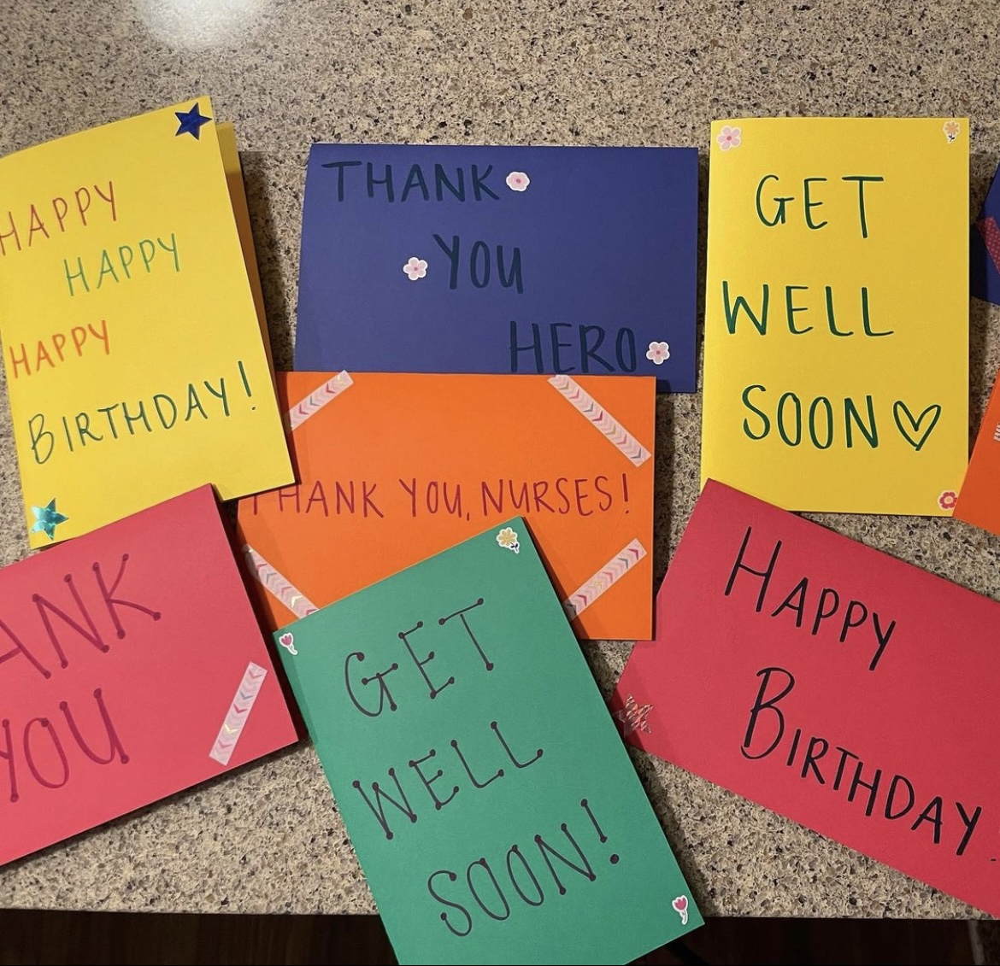 HAPPY
HAPPY
HAPPY
BIRTHDAY!
THANK
YOU
HERO
GET
WELL
SOON
THANK YOU, NURSES!
ANK
YOU
GET
WELL
SOON!
HAPPY
BIRTHDAY